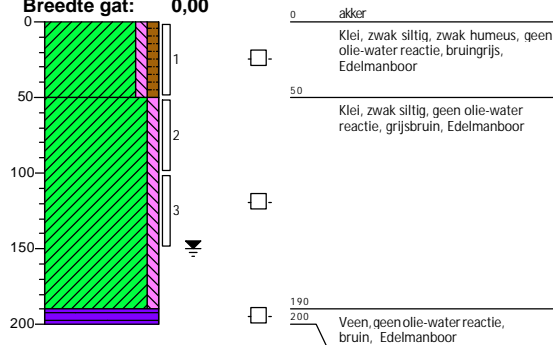 Breedte gat: 0,00
0
50
100
150
200
1
2
3
0 akker
Klei, zwak siltig, zwak humeus, geen
olie-water reactie, bruingrijs,
Edelmanboor
50
Klei, zwak siltig, geen olie-water
reactie, grijsbruin, Edelmanboor
190
200
Veen, geen olie-water reactie,
bruin, Edelmanboor